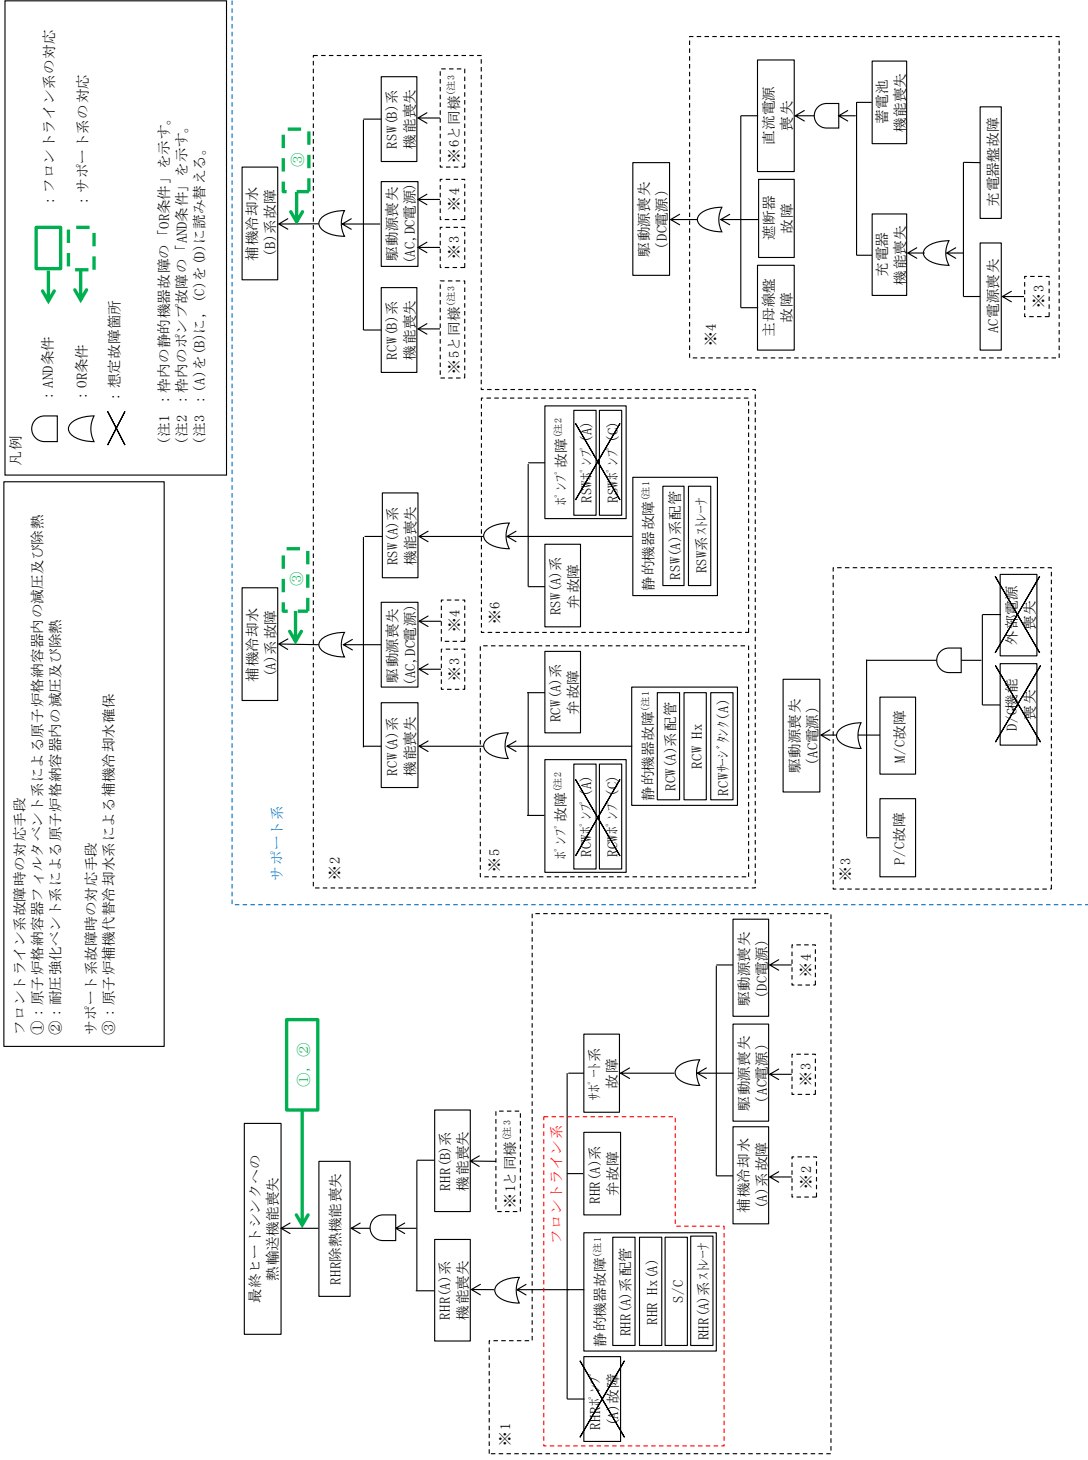 フロントライン系故障時の対応手段
①：原子炉格納容器フィルタベント系による原子炉格納容器内の減圧及び除熱
②：耐圧強化ベント系による原子炉格納容器内の減圧及び除熱
サポート系故障時の対応手段
③：原子炉補機代替冷却水系による補機冷却水確保
凡例
：AND条件
：フロントライン系の対応
：OR条件
：サポート系の対応
：想定故障箇所
(注1：枠内の静的機器故障の「OR条件」を示す。
(注2：枠内のポンプ故障の「AND条件」を示す。
(注3：(A)を(B)に，(C)を(D)に読み替える。
最終ヒートシンクへの
熱輸送機能喪失
①，②
RHR除熱機能喪失
RHR(A)系
機能喪失
RHR(B)系
機能喪失
※1と同様(注3
※1
フロントライン系
RHRポンプ
(A)故障
静的機器故障(注1
RHR(A)系配管
RHR Hx(A)
S/C
RHR(A)系ストレーナ
RHR(A)系
弁故障
サポート系
故障
補機冷却水
(A)系故障
※2
駆動源喪失
(AC電源)
※3
駆動源喪失
(DC電源)
※4
サポート系
補機冷却水
(A)系故障
③
補機冷却水
(B)系故障
③
※2
RCW(A)系
機能喪失
駆動源喪失
(AC,DC電源)
※3
※4
RSW(A)系
機能喪失
RCW(B)系
機能喪失
※5と同様(注3
駆動源喪失
(AC,DC電源)
※3
※4
RSW(B)系
機能喪失
※6と同様(注3
※5
ポンプ故障(注2
RCWポンプ(A)
RCWポンプ(C)
RCW(A)系
弁故障
静的機器故障(注1
RCW(A)系配管
RCW Hx
RCWサージタンク(A)
※6
RSW(A)系
弁故障
ポンプ故障(注2
RSWポンプ(A)
RSWポンプ(C)
静的機器故障(注1
RSW(A)系配管
RSW系ストレーナ
※3
駆動源喪失
(AC電源)
P/C故障
M/C故障
D/G機能
喪失
外部電源
喪失
駆動源喪失
(DC電源)
※4
主母線盤
故障
遮断器
故障
直流電源
喪失
充電器
機能喪失
蓄電池
機能喪失
AC電源喪失
充電器盤故障
※3